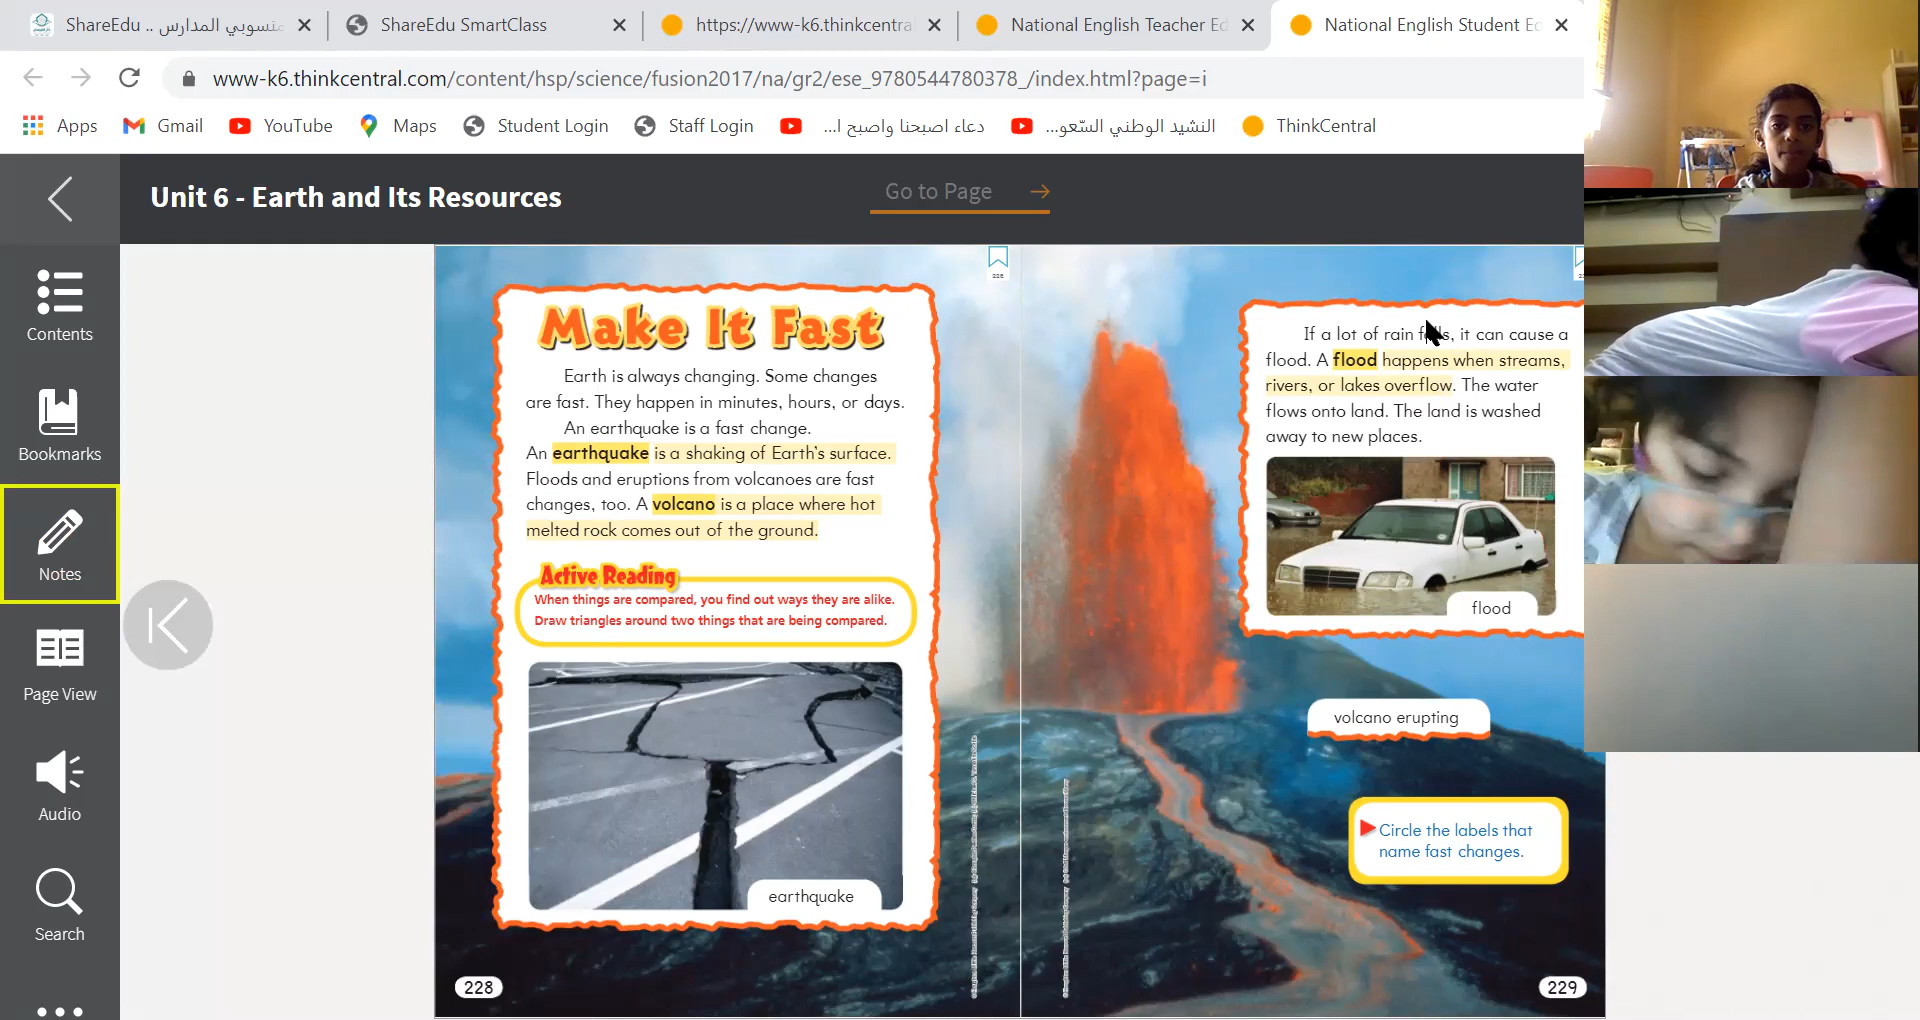 ShareEdu .. منسوبي المدارس
ShareEdu SmartClass
https://www-k6.thinkcentra
National English Teacher Ed
National English Student Ed
www-k6.thinkcentral.com/content/hsp/science/fusion2017/na/gr2/ese_9780544780378_/index.html?page=i
Apps
Gmail
YouTube
Maps
Student Login
Staff Login
دعاء اصبحنا واصبح ا...
النشيد الوطني السّعو...
ThinkCentral
Unit 6 - Earth and Its Resources
Go to Page
Contents
Bookmarks
Notes
Page View
Audio
Search
228
Make It Fast
Earth is always changing. Some changes
are fast. They happen in minutes, hours, or days.
An earthquake is a fast change.
An earthquake is a shaking of Earth's surface.
Floods and eruptions from volcanoes are fast
changes, too. A volcano is a place where hot
melted rock comes out of the ground.
Active Reading
When things are compared, you find out ways they are alike.
Draw triangles around two things that are being compared.
earthquake
228
If a lot of rain falls, it can cause a
flood. A flood happens when streams,
rivers, or lakes overflow. The water
flows onto land. The land is washed
away to new places.
flood
volcano erupting
Circle the labels that
name fast changes.
229